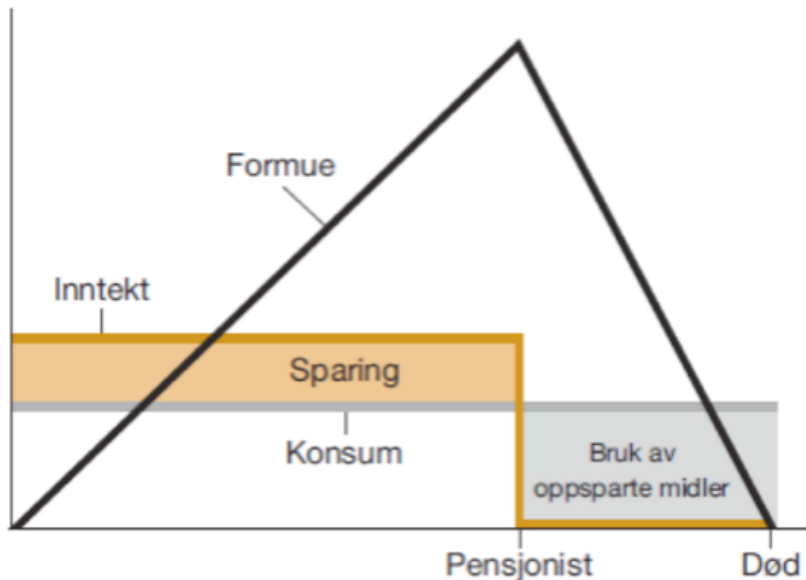 Formue
Inntekt
Sparing
Konsum
Bruk av
oppsparte midler
Pensjonist
Død